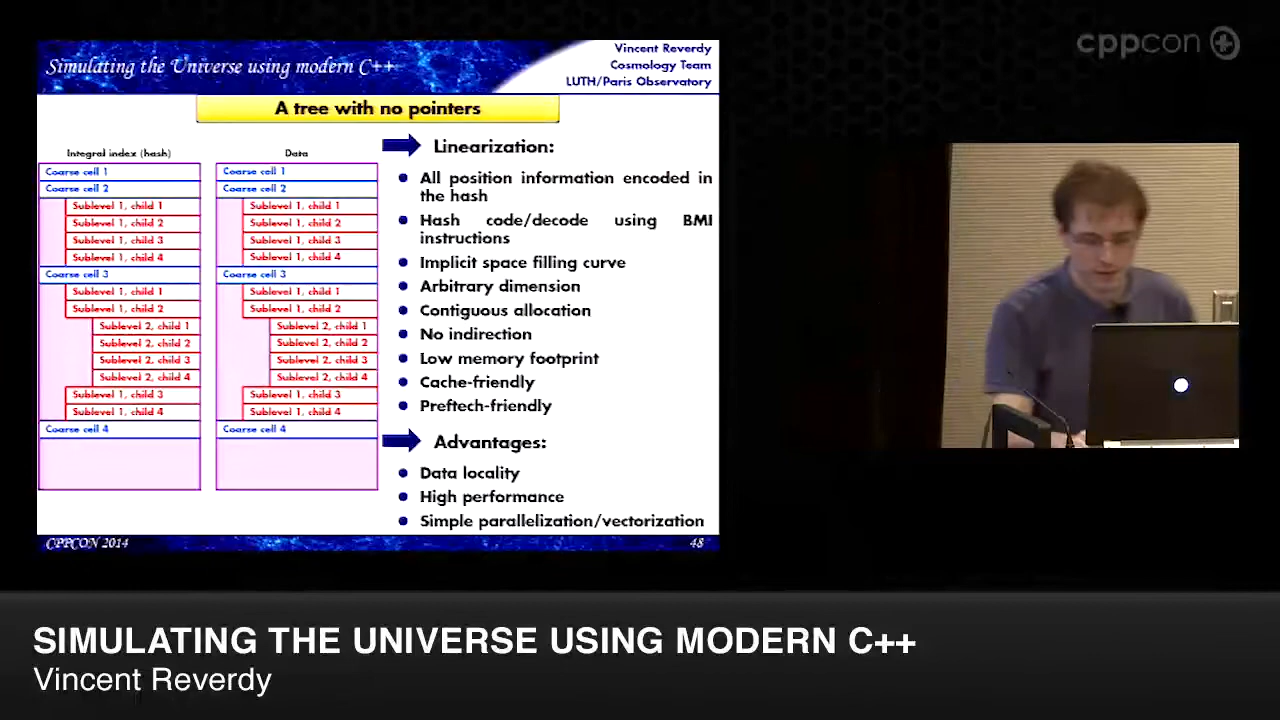 cppcon
Simulating the Universe using modern C++
Vincent Reverdy
Cosmology Team
LUTH/Paris Observatory
A tree with no pointers
Integral index (hash)
Coarse cell 1
Coarse cell 2
Sublevel 1, child 1
Sublevel 1, child 2
Sublevel 1, child 3
Sublevel 1, child 4
Coarse cell 3
Sublevel 1, child 1
Sublevel 1, child 2
Sublevel 2, child 1
Sublevel 2, child 2
Sublevel 2, child 3
Sublevel 2, child 4
Sublevel 1, child 3
Sublevel 1, child 4
Coarse cell 4
Data
Coarse cell 1
Coarse cell 2
Sublevel 1, child 1
Sublevel 1, child 2
Sublevel 1, child 3
Sublevel 1, child 4
Coarse cell 3
Sublevel 1, child 1
Sublevel 1, child 2
Sublevel 2, child 1
Sublevel 2, child 2
Sublevel 2, child 3
Sublevel 2, child 4
Sublevel 1, child 3
Sublevel 1, child 4
Coarse cell 4
Linearization:
All position information encoded in
the hash
Hash code/decode using BMI
instructions
Implicit space filling curve
Arbitrary dimension
Contiguous allocation
No indirection
Low memory footprint
Cache-friendly
Preftech-friendly
Advantages:
Data locality
High performance
Simple parallelization/vectorization
CPPCON 2014
48
SIMULATING THE UNIVERSE USING MODERN C++
Vincent Reverdy